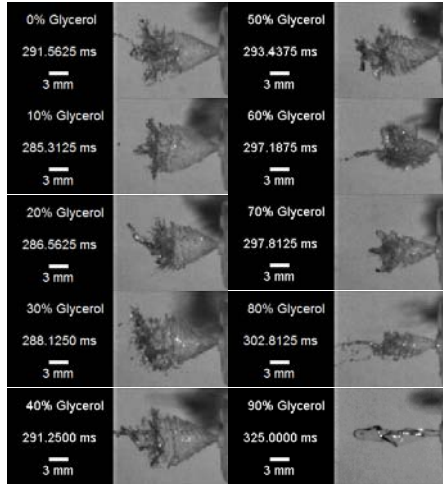 0% Glycerol
291.5625 ms
3 mm
10% Glycerol
285.3125 ms
3 mm
20% Glycerol
286.5625 ms
3 mm
30% Glycerol
288.1250 ms
3 mm
40% Glycerol
291.2500 ms
3 mm
50% Glycerol
293.4375 ms
3 mm
60% Glycerol
297.1875 ms
3 mm
70% Glycerol
297.8125 ms
3 mm
80% Glycerol
302.8125 ms
3 mm
90% Glycerol
325.0000 ms
3 mm